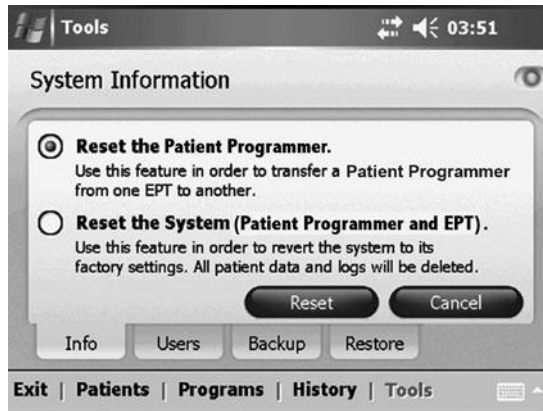 Tools
03:51
System Information
Reset the Patient Programmer.
Use this feature in order to transfer a Patient Programmer
from one EPT to another.
Reset the System (Patient Programmer and EPT).
Use this feature in order to revert the system to its
factory settings. All patient data and logs will be deleted.
Reset Cancel
Info Users Backup Restore
Exit | Patients | Programs | History | Tools